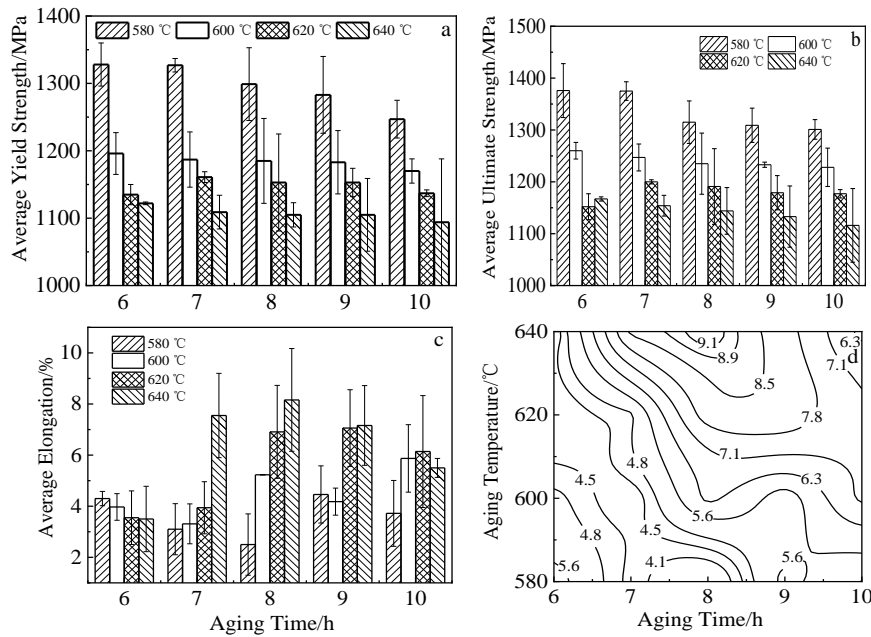 a
580 ℃ 600 ℃ 620 ℃ 640 ℃
Average Yield Strength/MPa
1400
1300
1200
1100
1000
6 7 8 9 10
b
580 ℃ 600 ℃
620 ℃ 640 ℃
Average Ultimate Strength/MPa
1500
1400
1300
1200
1100
1000
6 7 8 9 10
c
580 ℃
600 ℃
620 ℃
640 ℃
Average Elongation/%
10
8
6
4
2
6 7 8 9 10
Aging Time/h
d
Aging Temperature/℃
640
620
600
580
9.1
8.9
8.5
6.3
7.1
7.8
7.1
6.3
4.5
4.8
4.8
5.6
4.5
4.1
5.6
5.6
6 7 8 9 10
Aging Time/h